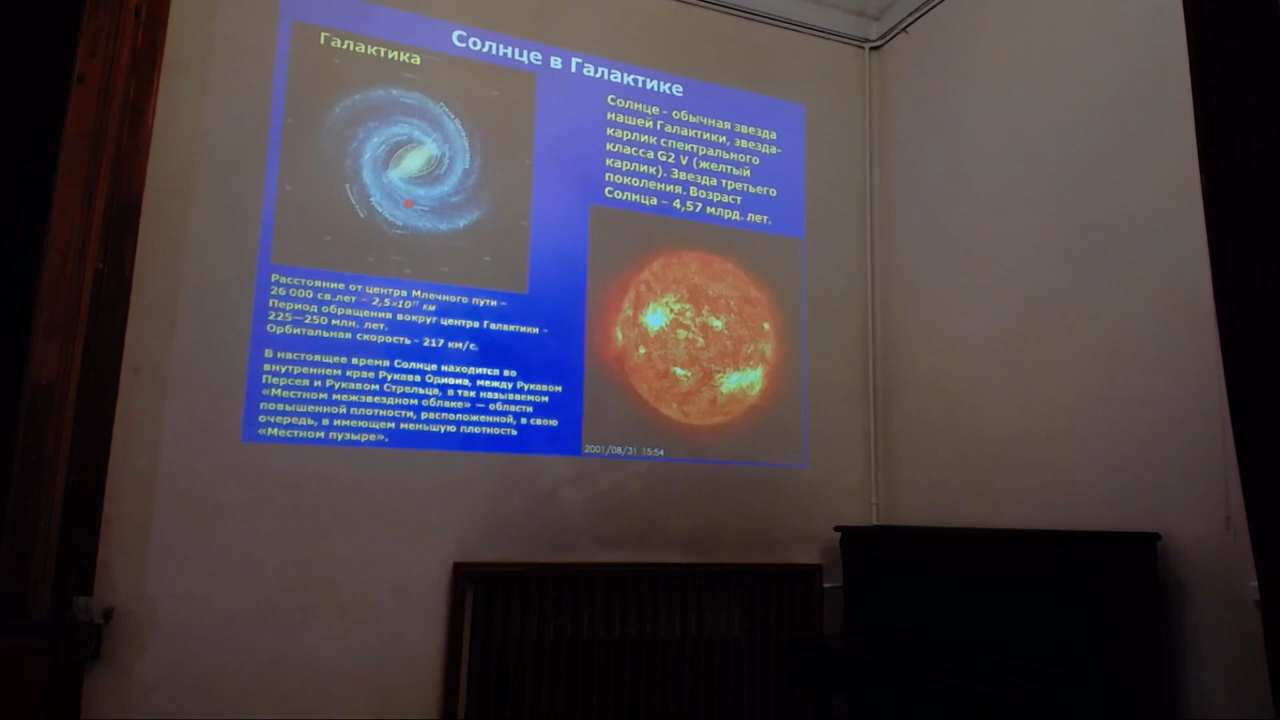 Солнце в Галактике
Галактика
Солнце – обычная звезда
нашей Галактики, звезда-
карлик спектрального
класса G2 V (желтый
карлик). Звезда третьего
поколения. Возраст
Солнца – 4,57 млрд. лет.
Расстояние от центра Млечного пути –
26 000 св.лет – 2,5×10¹⁷ км
Период обращения вокруг центра Галактики –
225—250 млн. лет.
Орбитальная скорость - 217 км/с.
В настоящее время Солнце находится во
внутреннем крае Рукава Ориона, между Рукавом
Персея и Рукавом Стрельца, в так называемом
«Местном межзвездном облаке» — области
повышенной плотности, расположенной, в свою
очередь, в имеющем меньшую плотность
«Местном пузыре».
2001/08/31 15:54